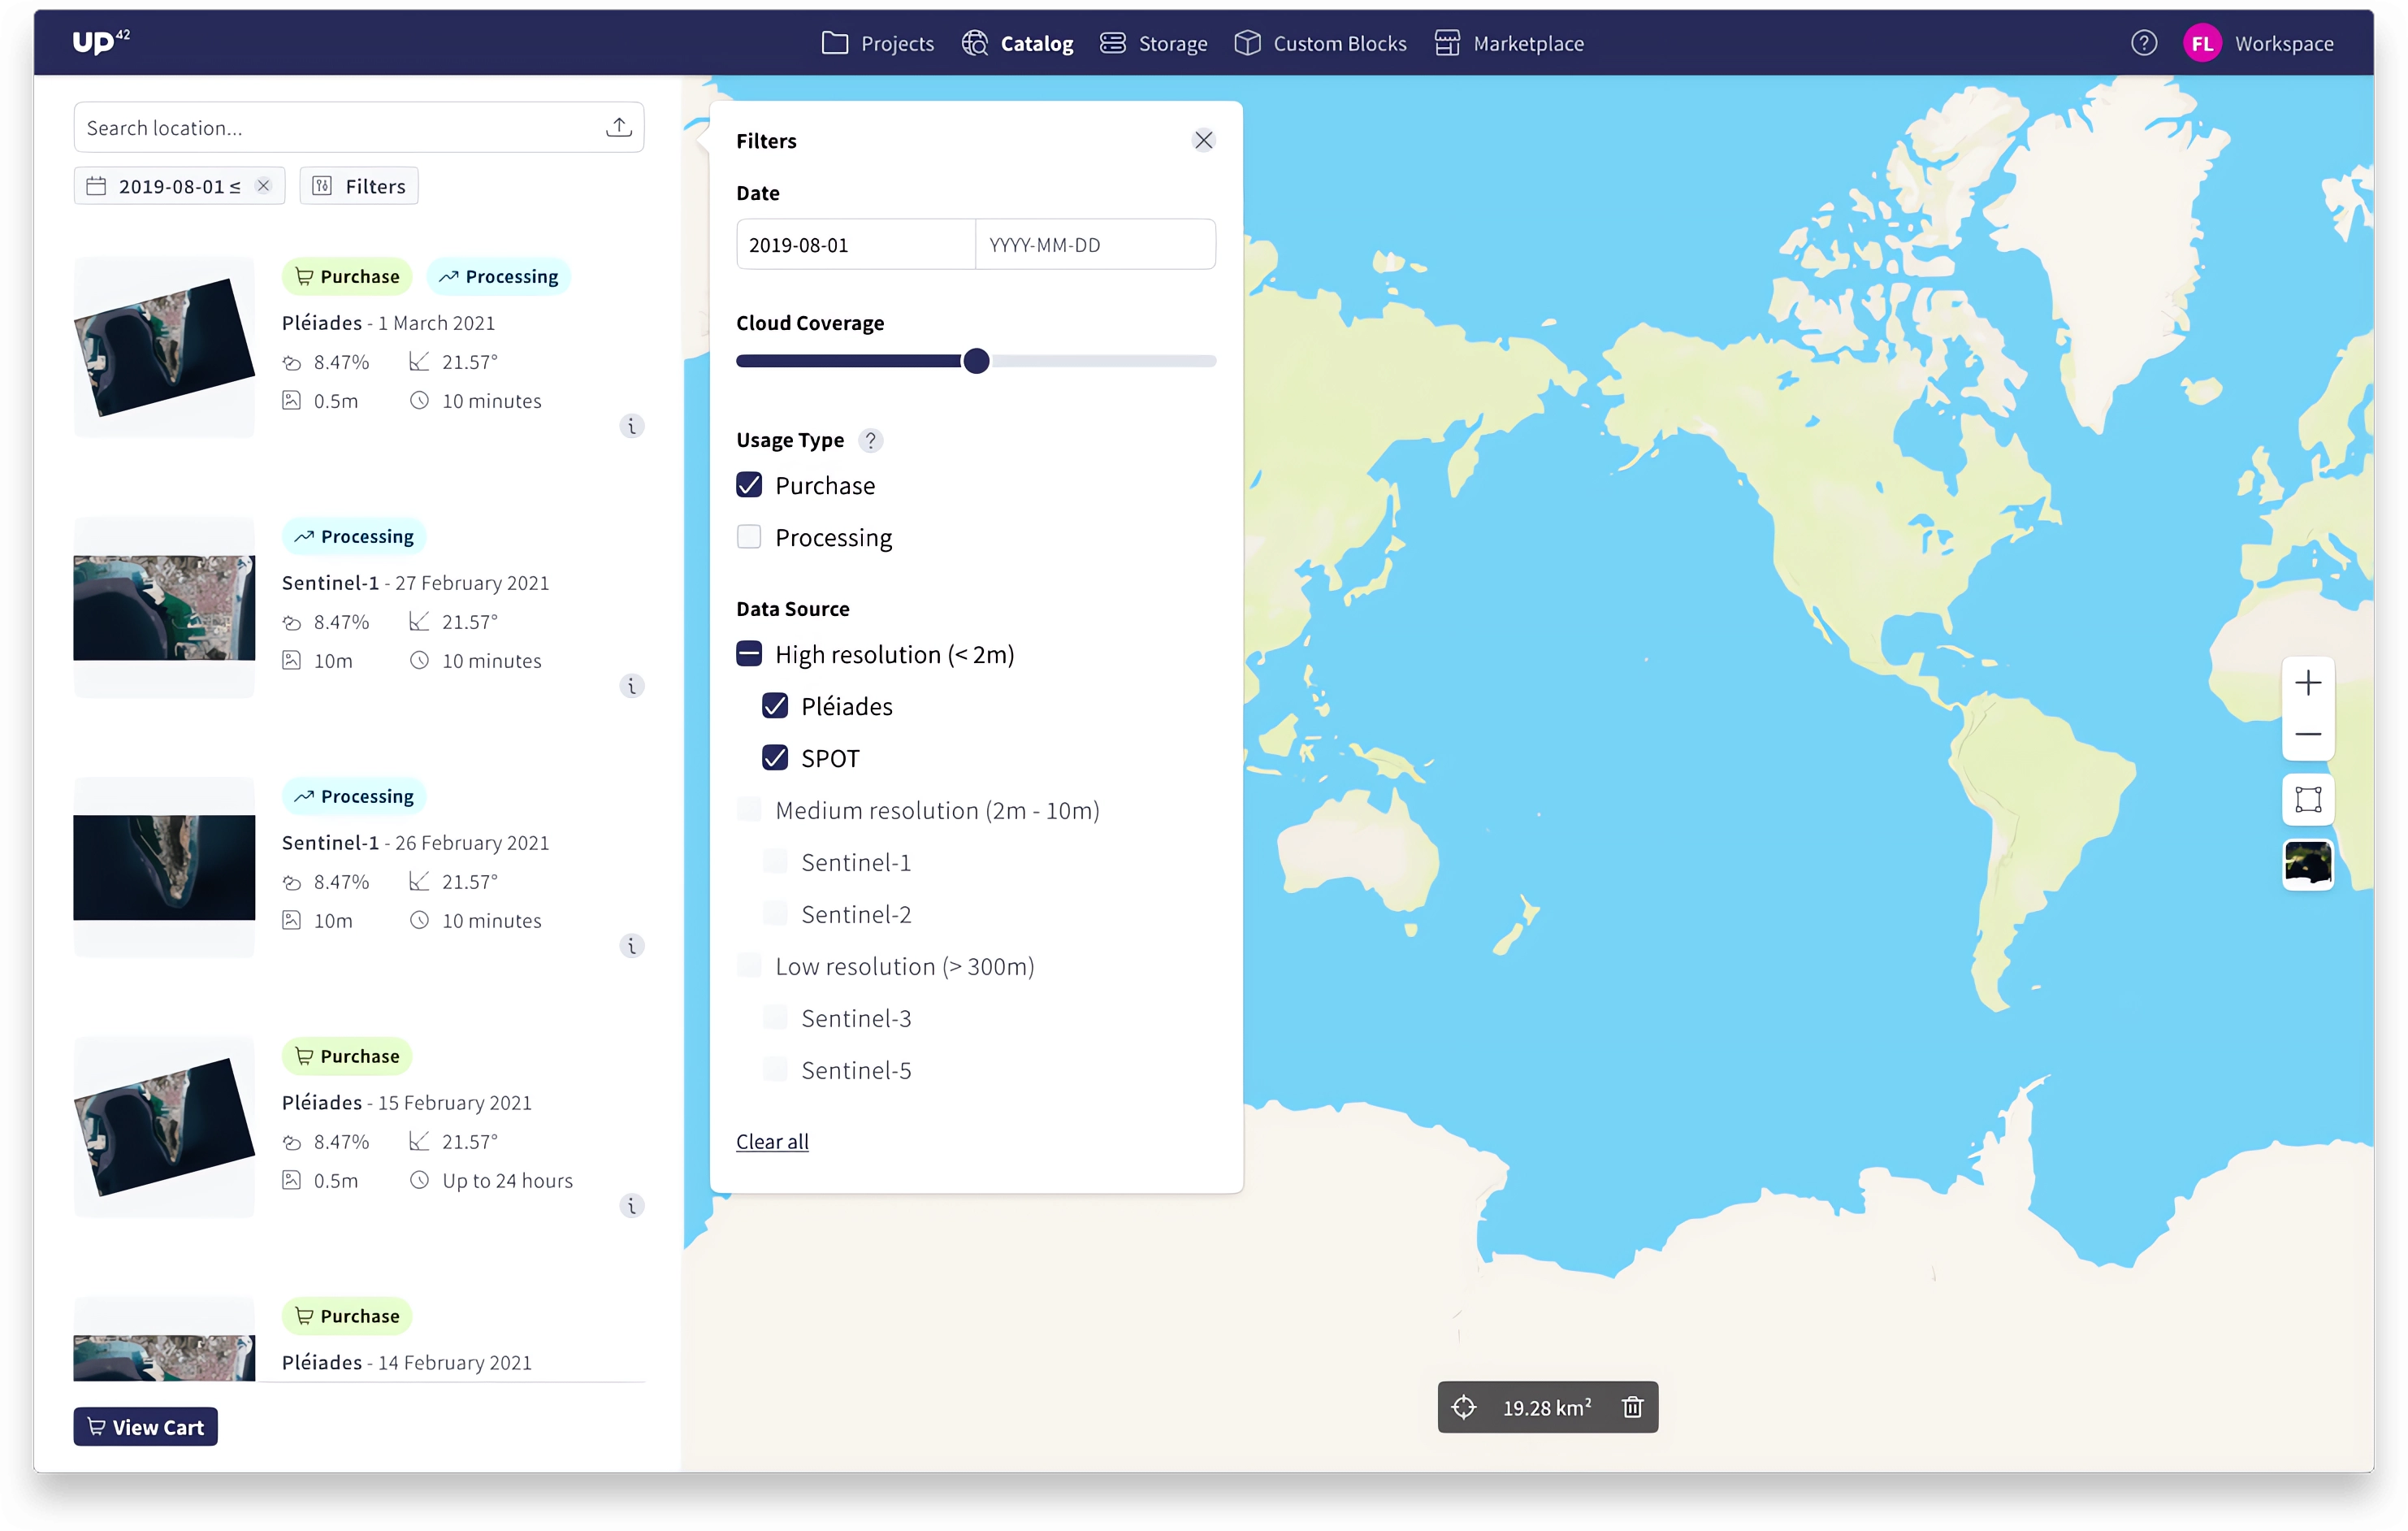 UP42
Projects
Catalog
Storage
Custom Blocks
Marketplace
?
FL
Workspace
Search location...
2019-08-01 ≤
Filters
Purchase
Processing
Pléiades - 1 March 2021
8.47%
21.57°
0.5m
10 minutes
i
Processing
Sentinel-1 - 27 February 2021
8.47%
21.57°
10m
10 minutes
i
Processing
Sentinel-1 - 26 February 2021
8.47%
21.57°
10m
10 minutes
i
Purchase
Pléiades - 15 February 2021
8.47%
21.57°
0.5m
Up to 24 hours
i
Purchase
Pléiades - 14 February 2021
View Cart
Filters
Date
2019-08-01
YYYY-MM-DD
Cloud Coverage
Usage Type ?
Purchase
Processing
Data Source
High resolution (< 2m)
Pléiades
SPOT
Medium resolution (2m - 10m)
Sentinel-1
Sentinel-2
Low resolution (> 300m)
Sentinel-3
Sentinel-5
Clear all
19.28 km²